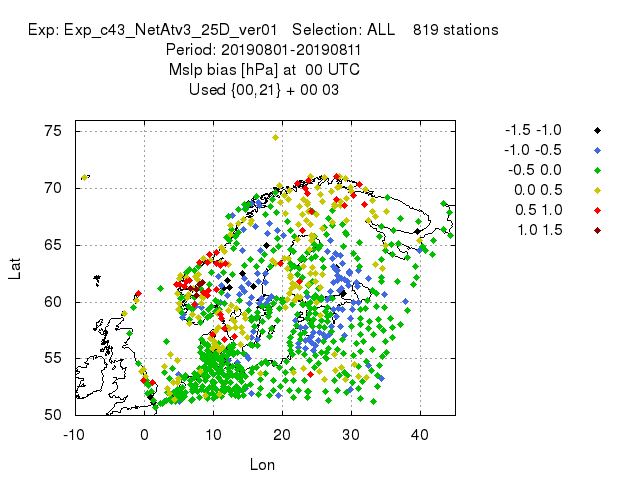 Exp: Exp_c43_NetAtv3_25D_ver01   Selection: ALL    819 stations
Period: 20190801-20190811
Mslp bias [hPa] at  00 UTC
Used {00,21} + 00 03
75
70
65
60
55
50
Lat
-10 0 10 20 30 40
Lon
-1.5 -1.0
-1.0 -0.5
-0.5 0.0
0.0 0.5
0.5 1.0
1.0 1.5